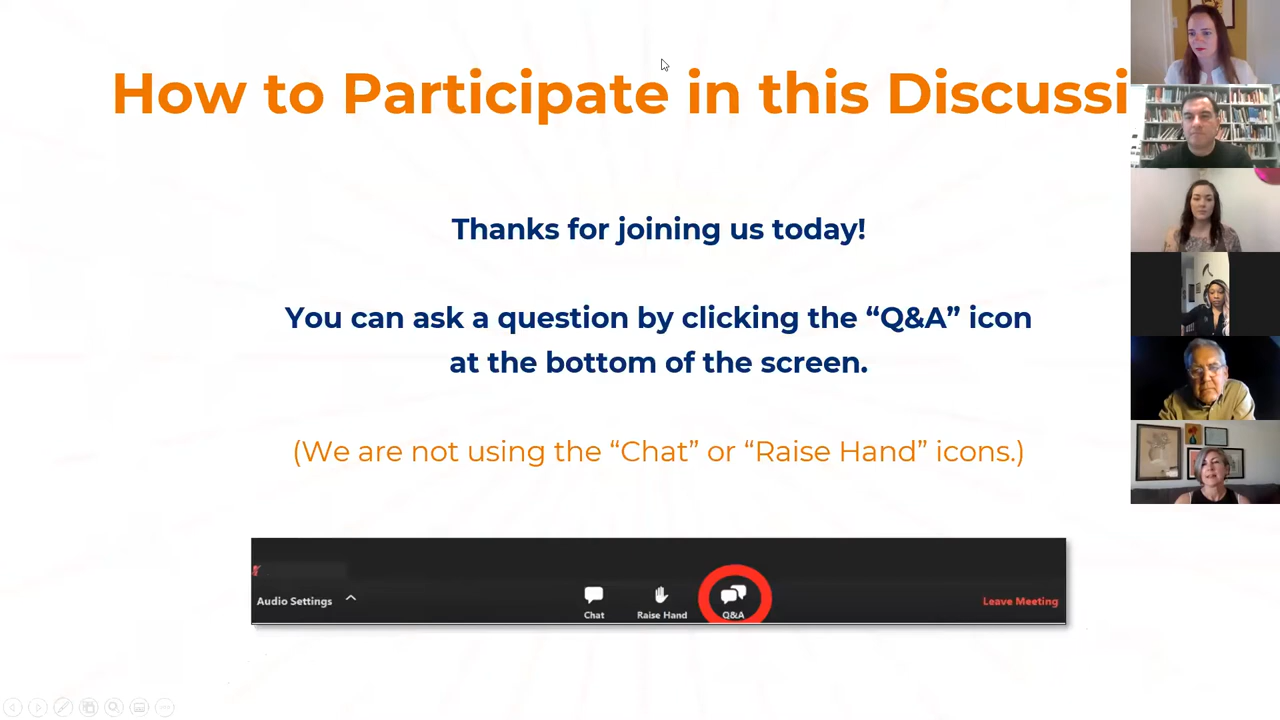 How to Participate in this Discussi
Thanks for joining us today!
You can ask a question by clicking the “Q&A” icon
at the bottom of the screen.
(We are not using the “Chat” or “Raise Hand” icons.)
Audio Settings
Chat
Raise Hand
Q&A
Leave Meeting